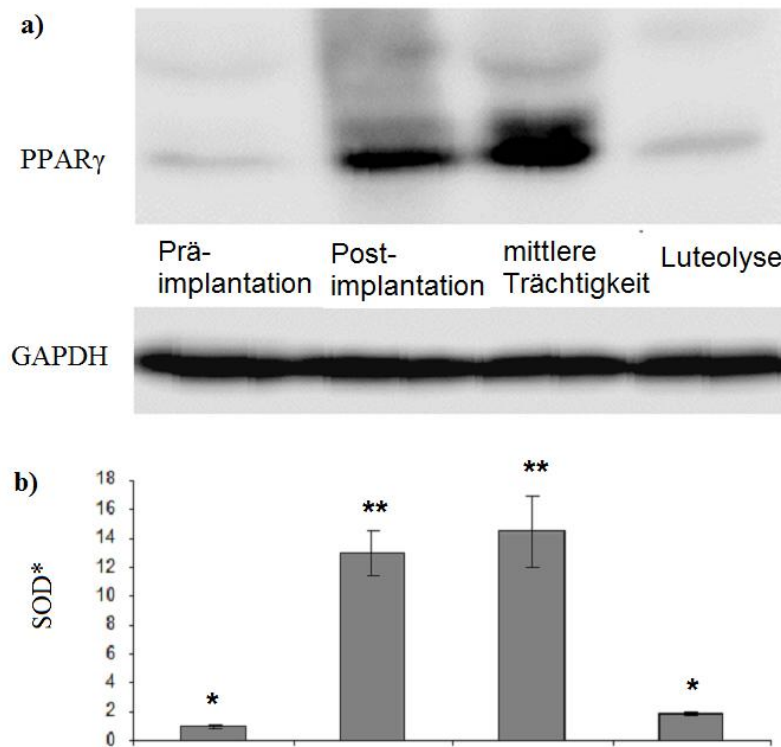 a)
PPARγ
Prä-
implantation
Post-
implantation
mittlere
Trächtigkeit
Luteolyse
GAPDH
b)
SOD*
18
16
14
12
10
8
6
4
2
0
*
**
**
*